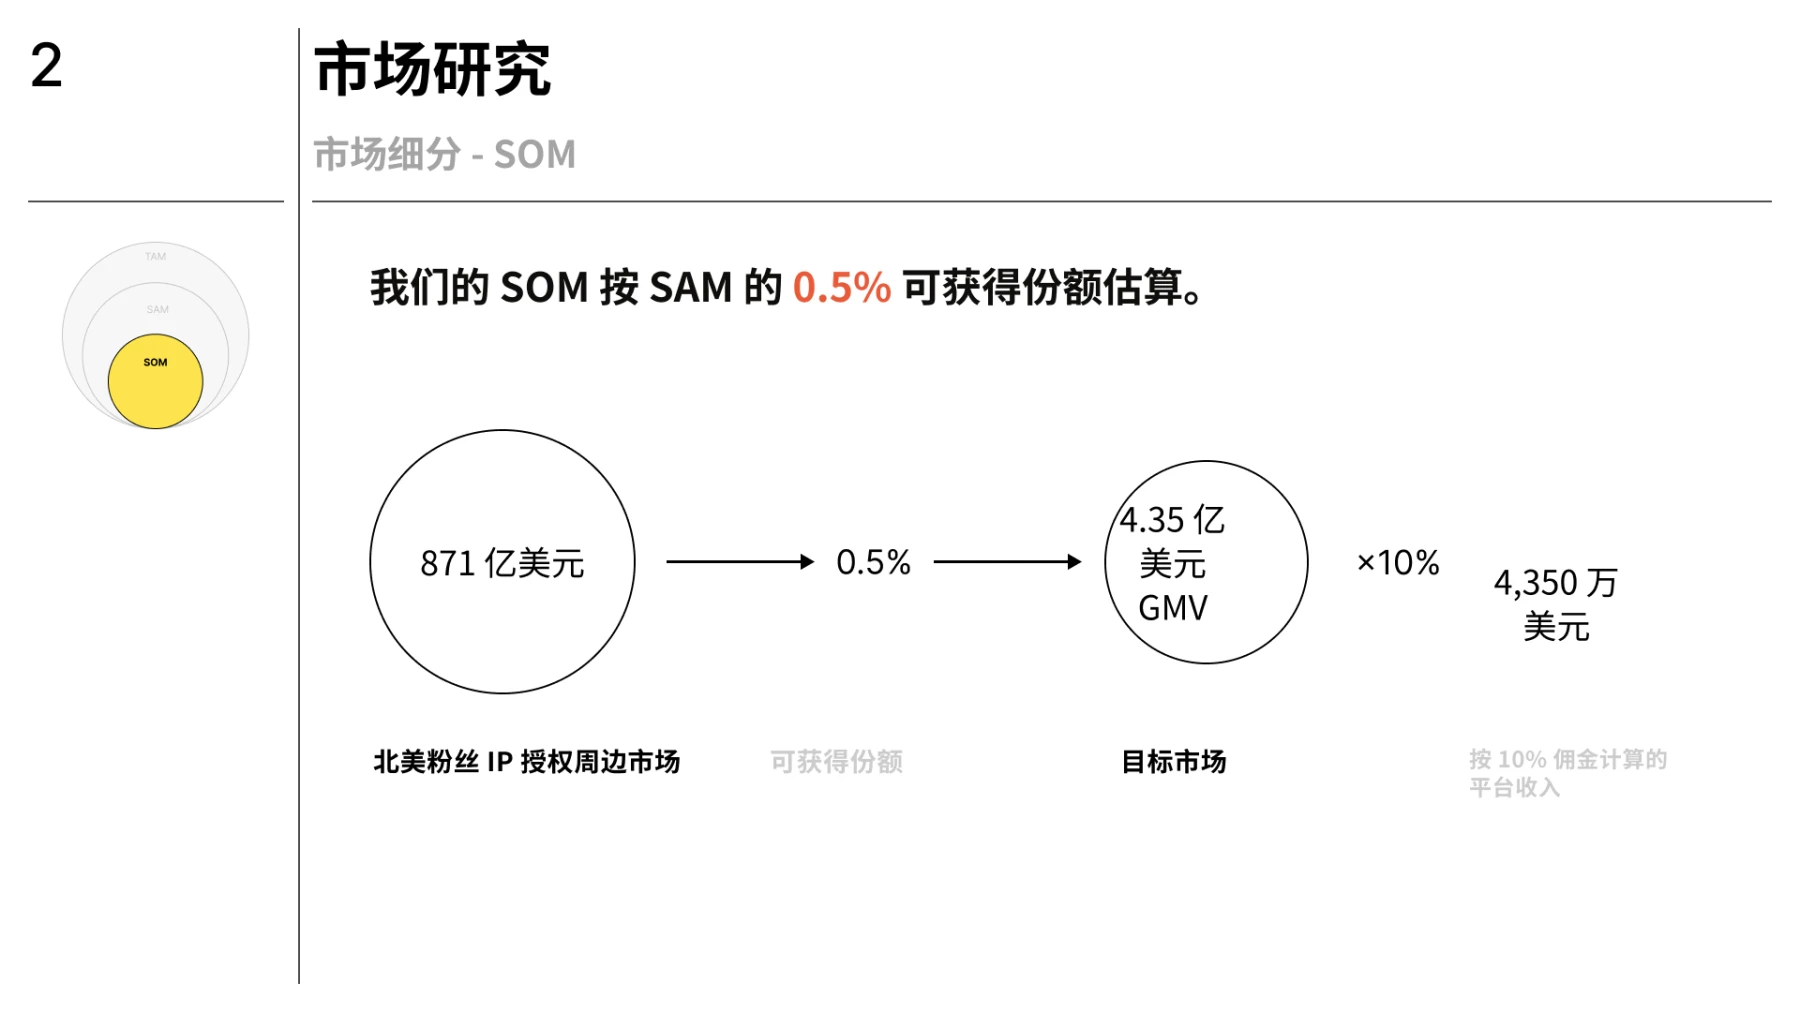 2
市场研究
市场细分 - SOM
TAM
SAM
SOM
我们的 SOM 按 SAM 的 0.5% 可获得份额估算。
871 亿美元
0.5%
4.35 亿
美元
GMV
×10%
4,350 万
美元
北美粉丝 IP 授权周边市场
可获得份额
目标市场
按 10% 佣金计算的
平台收入